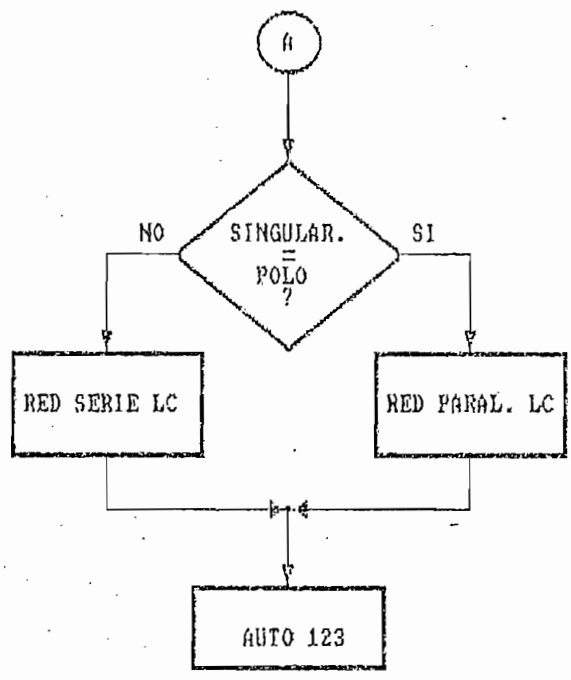 A
NO
SI
SINGULAR.
=
POLO
?
RED SERIE LC
RED PARAL. LC
AUTO 123